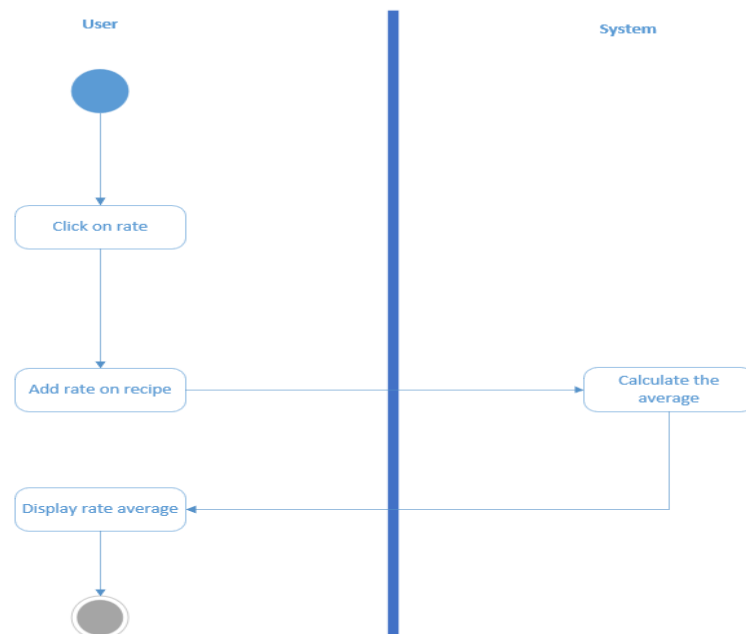 User
System
Click on rate
Add rate on recipe
Calculate the
average
Display rate average